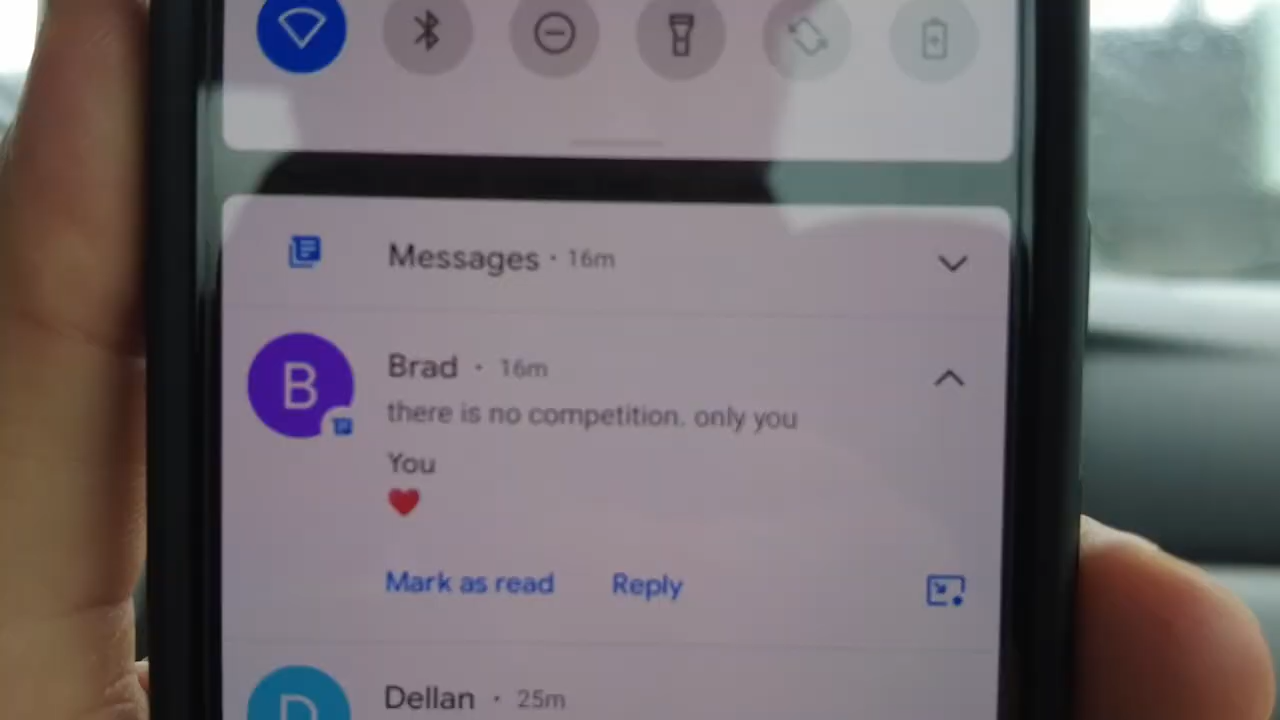 Messages · 16m
B
Brad · 16m
there is no competition. only you
You
❤️
Mark as read Reply
D
Dellan · 25m